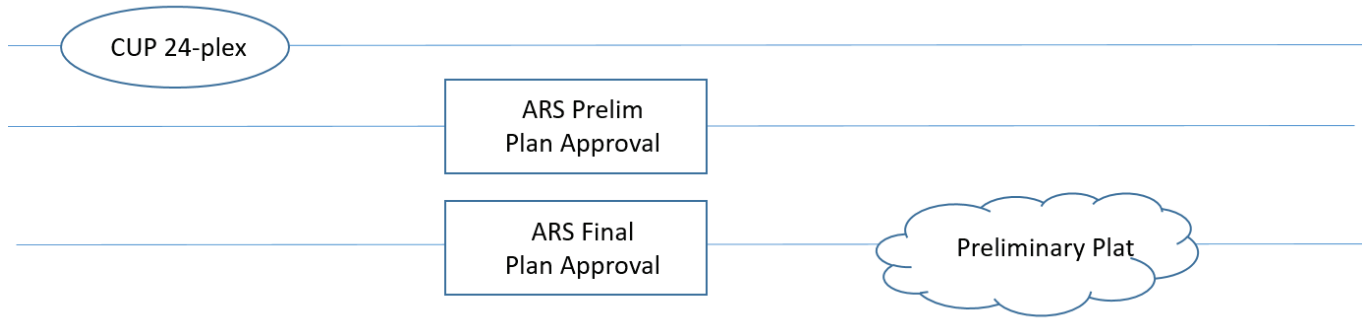 CUP 24-plex
ARS Prelim
Plan Approval
ARS Final
Plan Approval
Preliminary Plat